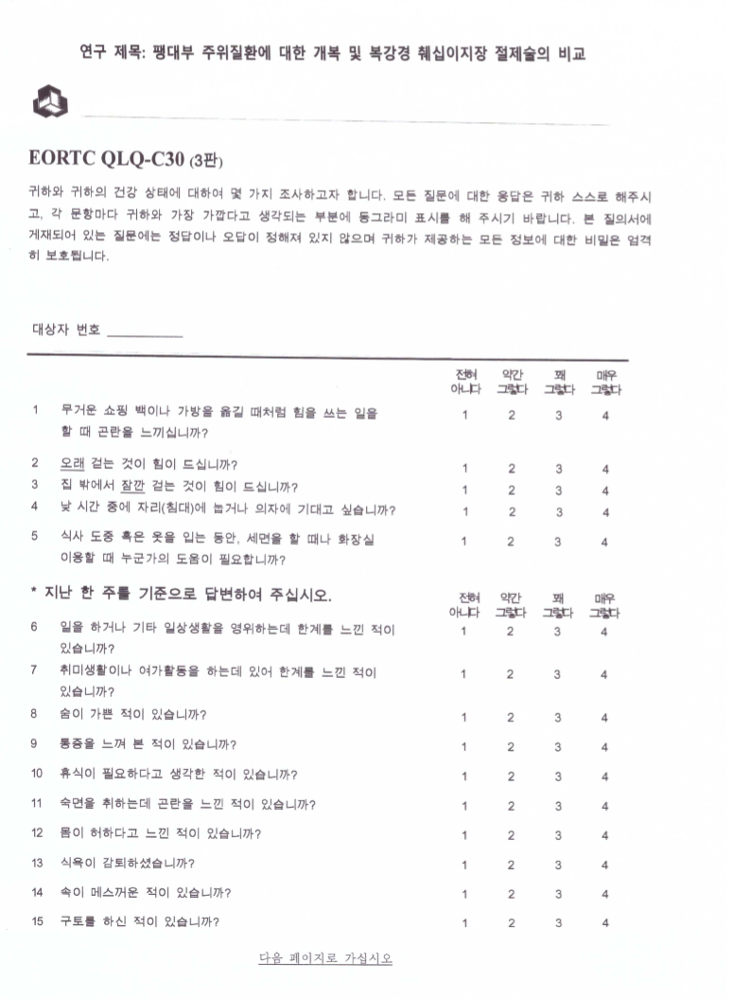 연구 제목: 팽대부 주위질환에 대한 개복 및 복강경 췌십이지장 절제술의 비교
EORTC QLQ-C30 (3판)
귀하와 귀하의 건강 상태에 대하여 몇 가지 조사하고자 합니다. 모든 질문에 대한 응답은 귀하 스스로 해주시
고, 각 문항마다 귀하와 가장 가깝다고 생각되는 부분에 동그라미 표시를 해 주시기 바랍니다. 본 질의서에
게재되어 있는 질문에는 정답이나 오답이 정해져 있지 않으며 귀하가 제공하는 모든 정보에 대한 비밀은 엄격
히 보호됩니다.
대상자 번호 ___________
전혀 약간 꽤 매우
아니다 그렇다 그렇다 그렇다
1 무거운 쇼핑 백이나 가방을 옮길 때처럼 힘을 쓰는 일을 1 2 3 4
할 때 곤란을 느끼십니까?
2 오래 걷는 것이 힘이 드십니까? 1 2 3 4
3 집 밖에서 잠깐 걷는 것이 힘이 드십니까? 1 2 3 4
4 낮 시간 중에 자리(침대)에 눕거나 의자에 기대고 싶습니까? 1 2 3 4
5 식사 도중 혹은 옷을 입는 동안, 세면을 할 때나 화장실 1 2 3 4
이용할 때 누군가의 도움이 필요합니까?
* 지난 한 주를 기준으로 답변하여 주십시오. 전혀 약간 꽤 매우
아니다 그렇다 그렇다 그렇다
6 일을 하거나 기타 일상생활을 영위하는데 한계를 느낀 적이 1 2 3 4
있습니까?
7 취미생활이나 여가활동을 하는데 있어 한계를 느낀 적이 1 2 3 4
있습니까?
8 숨이 가쁜 적이 있습니까? 1 2 3 4
9 통증을 느껴 본 적이 있습니까? 1 2 3 4
10 휴식이 필요하다고 생각한 적이 있습니까? 1 2 3 4
11 숙면을 취하는데 곤란을 느낀 적이 있습니까? 1 2 3 4
12 몸이 허하다고 느낀 적이 있습니까? 1 2 3 4
13 식욕이 감퇴하셨습니까? 1 2 3 4
14 속이 메스꺼운 적이 있습니까? 1 2 3 4
15 구토를 하신 적이 있습니까? 1 2 3 4
다음 페이지로 가십시오